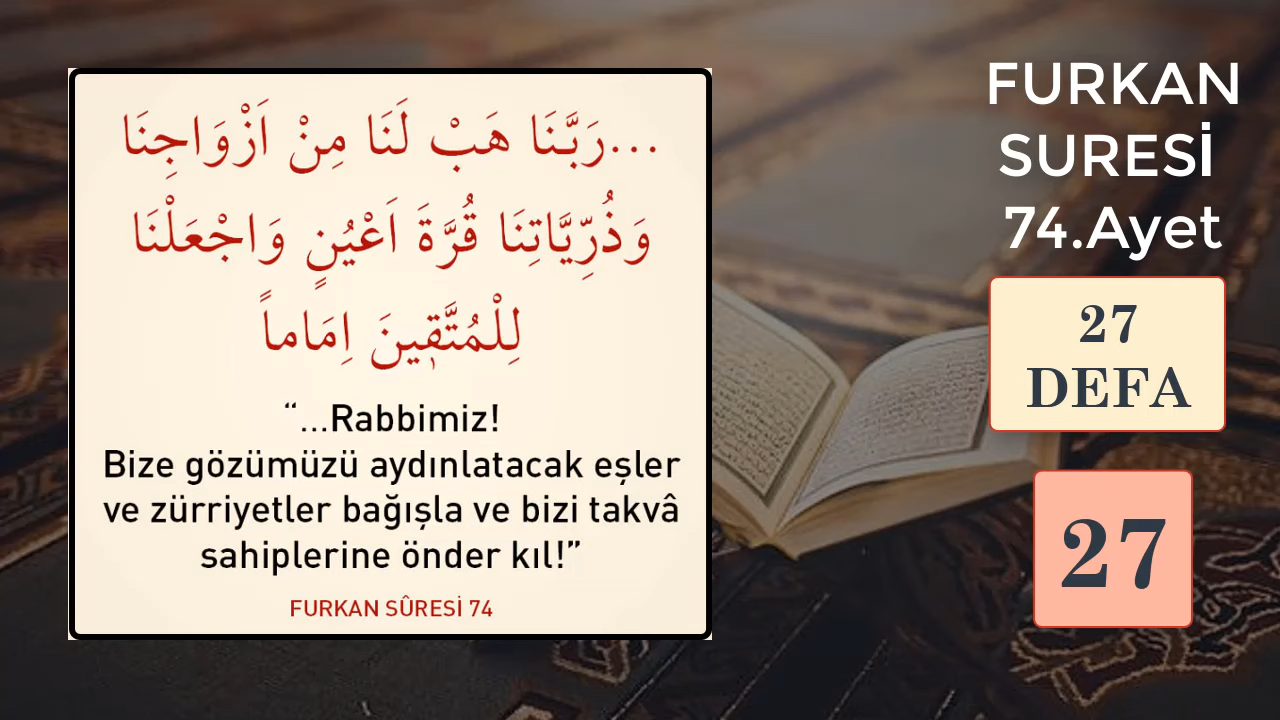 ...رَبَّنَا هَبْ لَنَا مِنْ اَزْوَاجِنَا
وَذُرِّيَّاتِنَا قُرَّةَ اَعْيُنٍ وَاجْعَلْنَا
لِلْمُتَّقٖينَ اِمَاماً
“...Rabbimiz!
Bize gözümüzü aydınlatacak eşler
ve zürriyetler bağışla ve bizi takvâ
sahiplerine önder kıl!”
FURKAN SÛRESİ 74
FURKAN
SURESİ
74.Ayet
27
DEFA
27